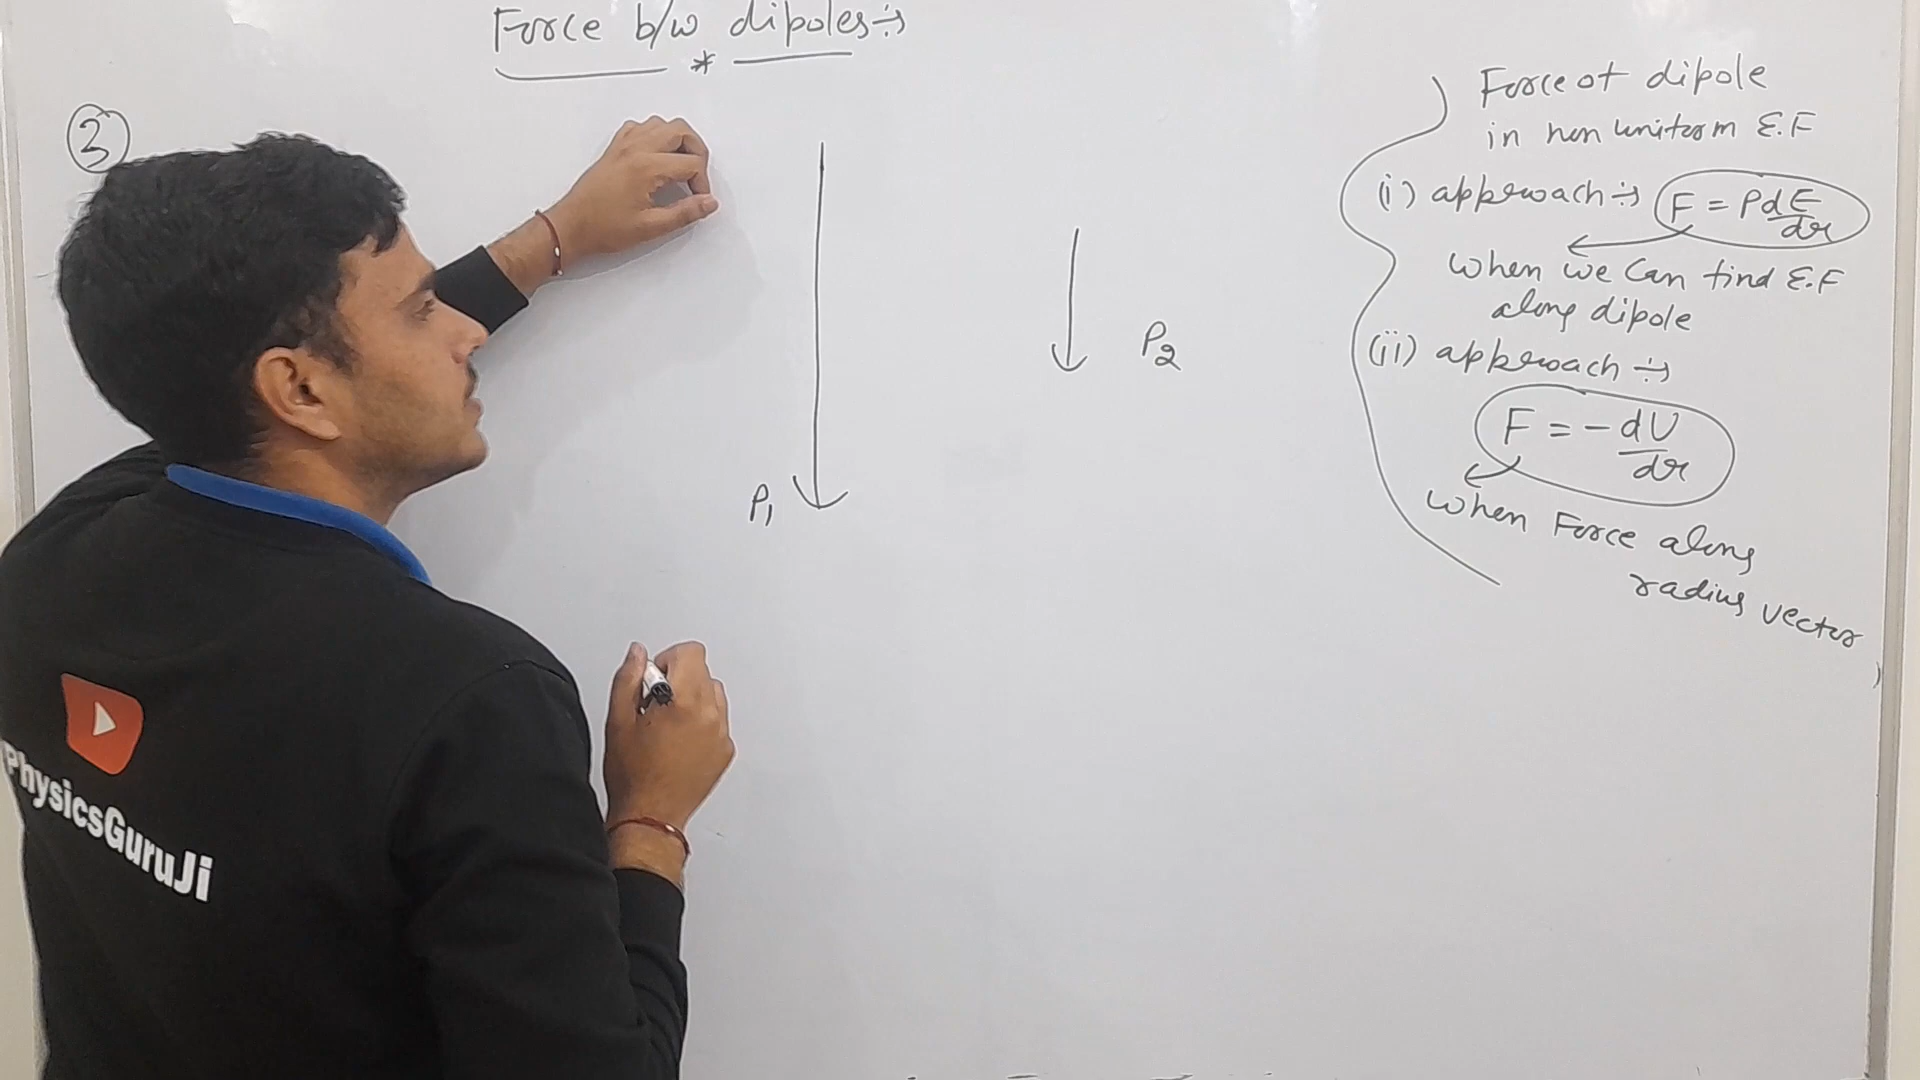 Force b/w dipoles÷
*
3
P1
P2
Force of dipole
in non uniform E.F
(i) approach÷ F = PdE/dr
when we Can find E.F
along dipole
(ii) approach÷
F = -dU/dr
when Force along
radius vector
PhysicsGuruJi